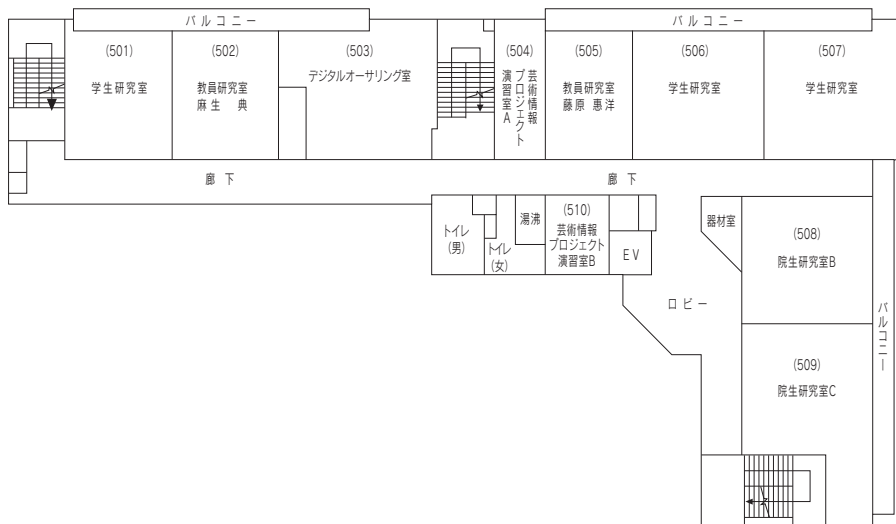 バルコニー
バルコニー
(501)
学生研究室
(502)
教員研究室
麻生 典
(503)
デジタルオーサリング室
(504)
芸術情報
プロジェクト
演習室A
(505)
教員研究室
藤原 惠洋
(506)
学生研究室
(507)
学生研究室
廊下
廊下
トイレ
(男)
トイレ
(女)
湯沸
(510)
芸術情報
プロジェクト
演習室B
EV
器材室
(508)
院生研究室B
ロビー
バルコニー
(509)
院生研究室C